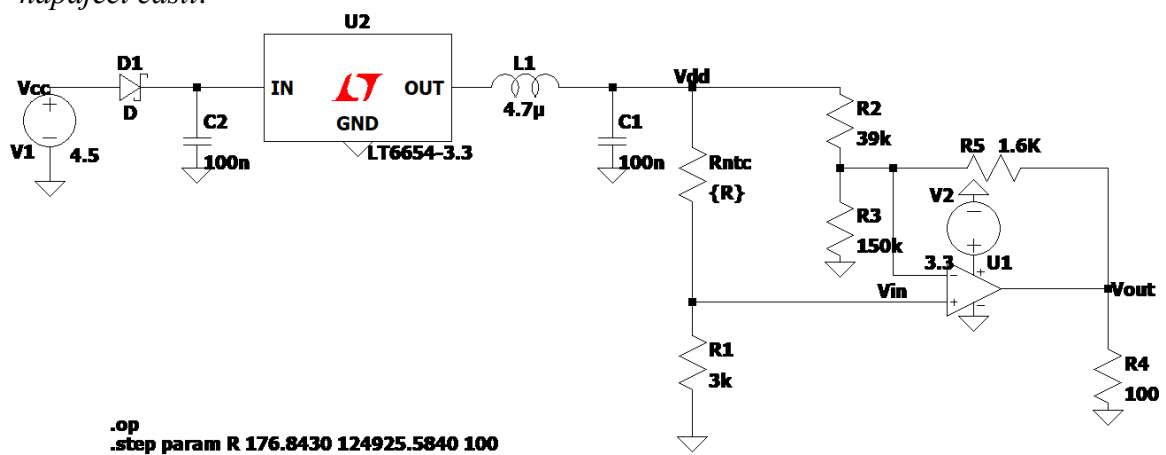 napájecí části.
U2
D1
L1
Vcc
IN
OUT
Vdd
D
GND
4.7µ
R2
C2
C1
39k
V1
4.5
LT6654-3.3
100n
100n
Rntc
{R}
R5 1.6K
V2
R3
150k
3.3
U1
Vin
Vout
R1
3k
R4
100
.op
.step param R 176.8430 124925.5840 100